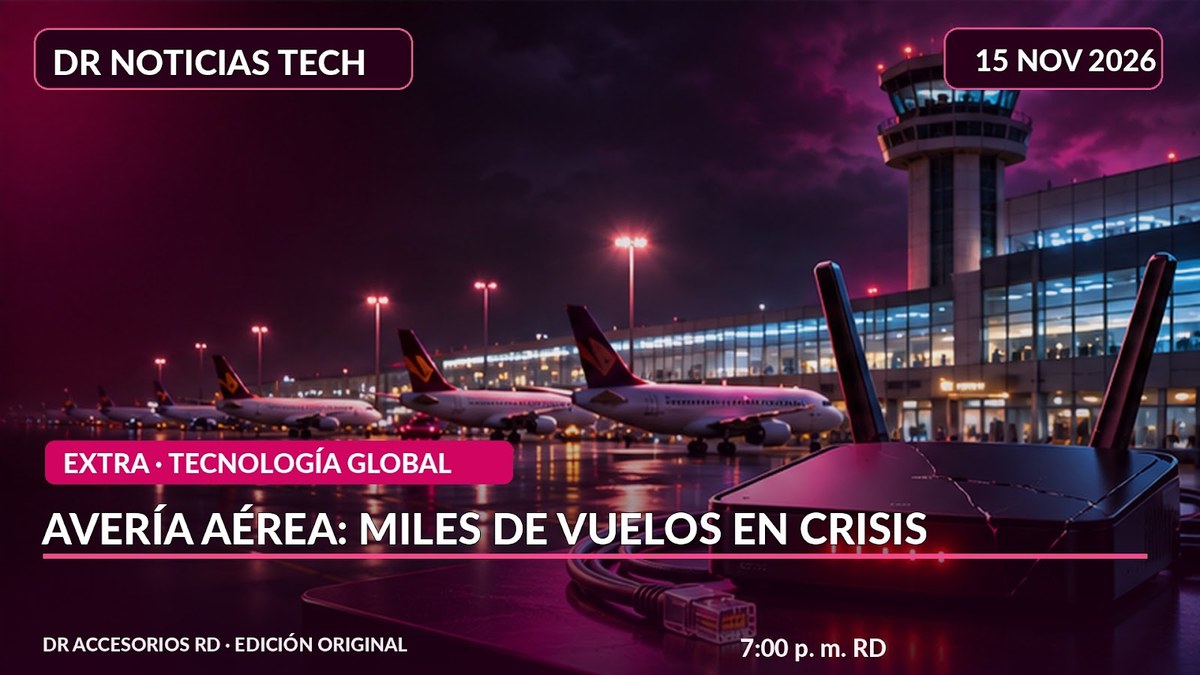 DR NOTICIAS TECH
15 NOV 2026
EXTRA · TECNOLOGÍA GLOBAL
AVERÍA AÉREA: MILES DE VUELOS EN CRISIS
DR ACCESORIOS RD · EDICIÓN ORIGINAL
7:00 p. m. RD